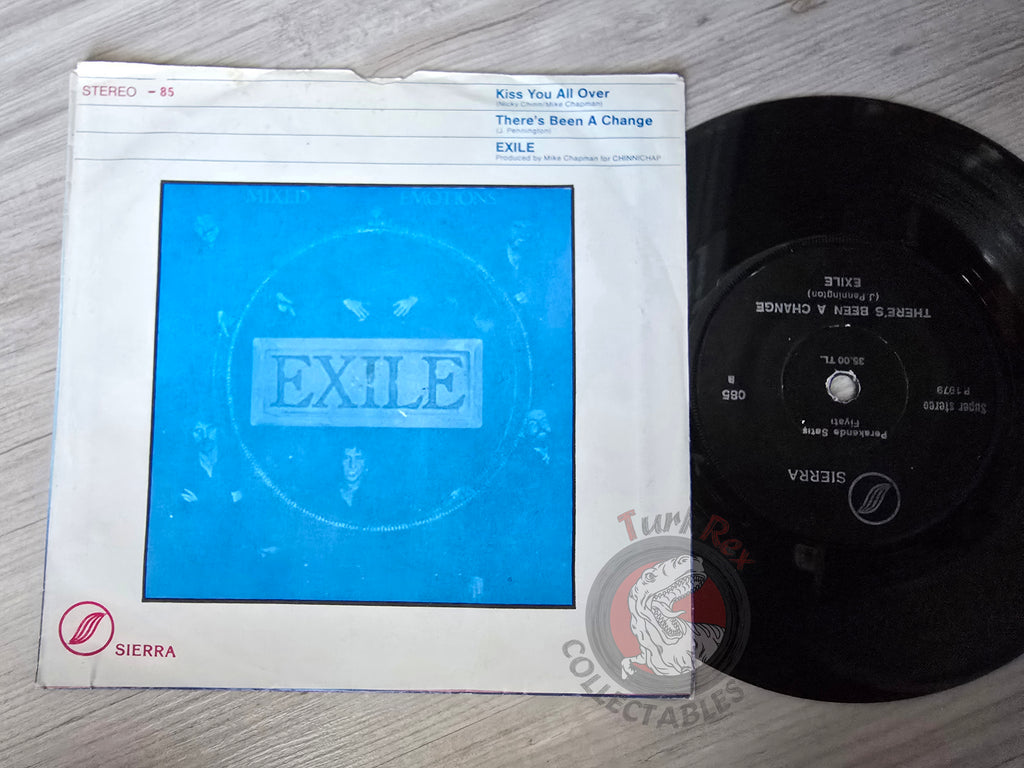 STEREO - 85
Kiss You All Over
(Nicky Chinn/Mike Chapman)
There's Been A Change
(J. Pennington)
EXILE
Produced by Mike Chapman for CHINNICHAP
MIXED EMOTIONS
EXILE
SIERRA
SIERRA
Perakende Satış
Fiyatı
35.00 TL.
Super stereo
P 1979
085
B
THERE'S BEEN A CHANGE
(J. Pennington)
EXILE
Turk Rex
COLLECTABLES